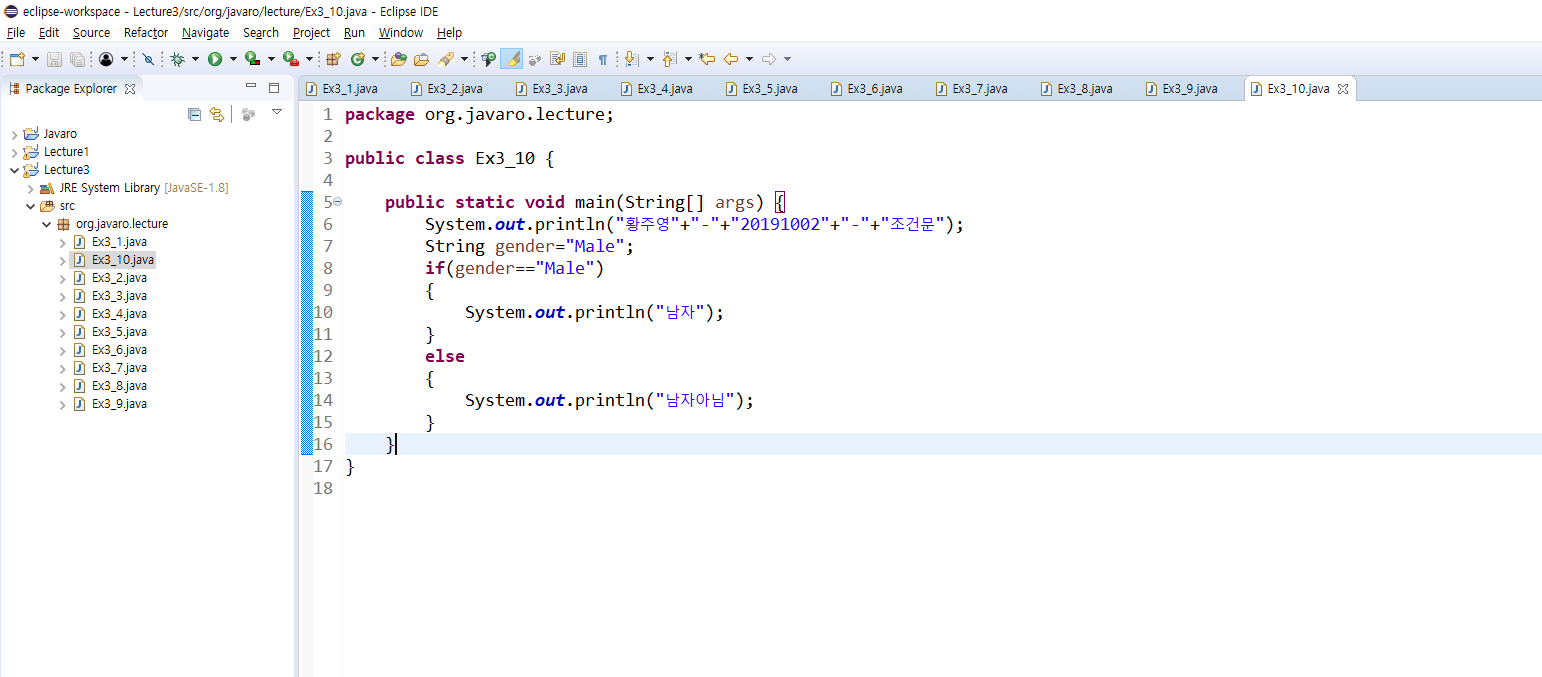 eclipse-workspace - Lecture3/src/org/javaro/lecture/Ex3_10.java - Eclipse IDE
File Edit Source Refactor Navigate Search Project Run Window Help
Package Explorer
Javaro
Lecture1
Lecture3
JRE System Library [JavaSE-1.8]
src
org.javaro.lecture
Ex3_1.java
Ex3_10.java
Ex3_2.java
Ex3_3.java
Ex3_4.java
Ex3_5.java
Ex3_6.java
Ex3_7.java
Ex3_8.java
Ex3_9.java
Ex3_1.java Ex3_2.java Ex3_3.java Ex3_4.java Ex3_5.java Ex3_6.java Ex3_7.java Ex3_8.java Ex3_9.java Ex3_10.java
1 package org.javaro.lecture;
2
3 public class Ex3_10 {
4
5 public static void main(String[] args) {
6 System.out.println("황주영"+"-"+"20191002"+"-"+"조건문");
7 String gender="Male";
8 if(gender=="Male")
9 {
10 System.out.println("남자");
11 }
12 else
13 {
14 System.out.println("남자아님");
15 }
16 }
17 }
18